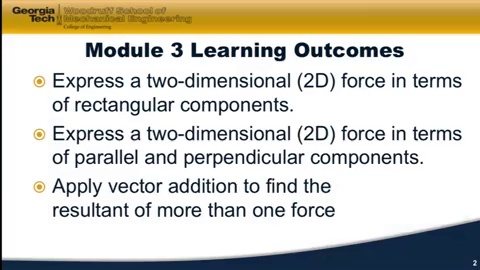 Georgia Tech
Woodruff School of
Mechanical Engineering
College of Engineering
Module 3 Learning Outcomes
Express a two-dimensional (2D) force in terms
of rectangular components.
Express a two-dimensional (2D) force in terms
of parallel and perpendicular components.
Apply vector addition to find the
resultant of more than one force
2